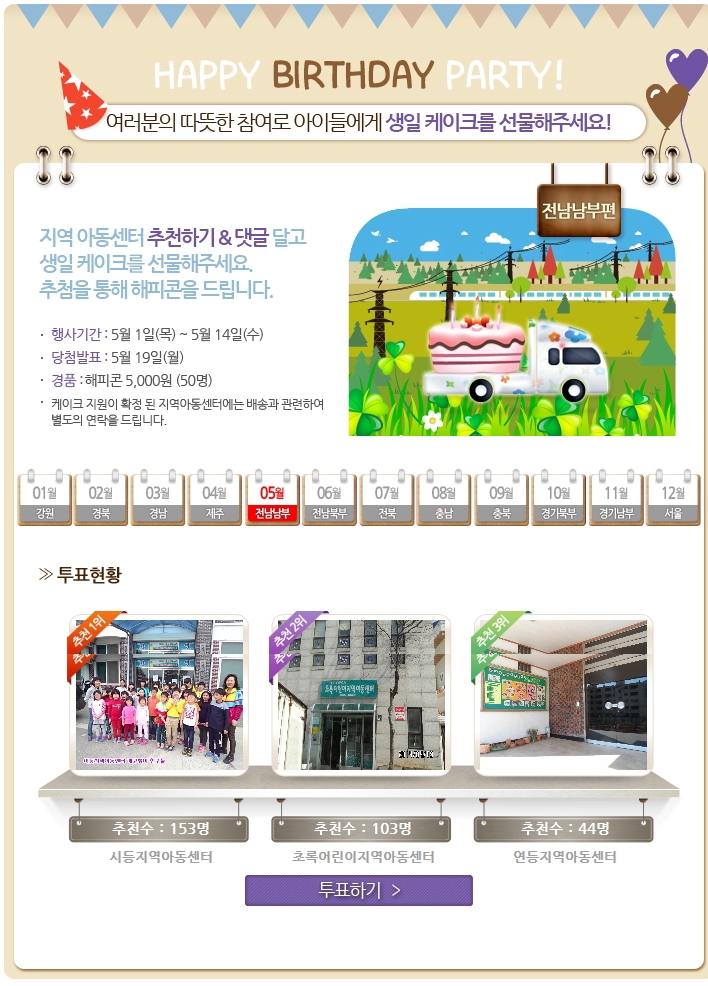 HAPPY BIRTHDAY PARTY!
여러분의 따뜻한 참여로 아이들에게 생일 케이크를 선물해주세요!
전남남부편
지역 아동센터 추천하기 & 댓글 달고
생일 케이크를 선물해주세요.
추첨을 통해 해피콘을 드립니다.
· 행사기간 : 5월 1일(목) ~ 5월 14일(수)
· 당첨발표 : 5월 19일(월)
· 경품 : 해피콘 5,000원 (50명)
· 케이크 지원이 확정 된 지역아동센터에는 배송과 관련하여
별도의 연락을 드립니다.
01월 02월 03월 04월 05월 06월 07월 08월 09월 10월 11월 12월
강원 경북 경남 제주 전남남부 전남북부 전북 충남 충북 경기북부 경기남부 서울
≫ 투표현황
추천 1위 추천 2위 추천 3위
초록어린이지역아동센터
추천수 : 153명 추천수 : 103명 추천수 : 44명
시등지역아동센터 초록어린이지역아동센터 연등지역아동센터
투표하기 >